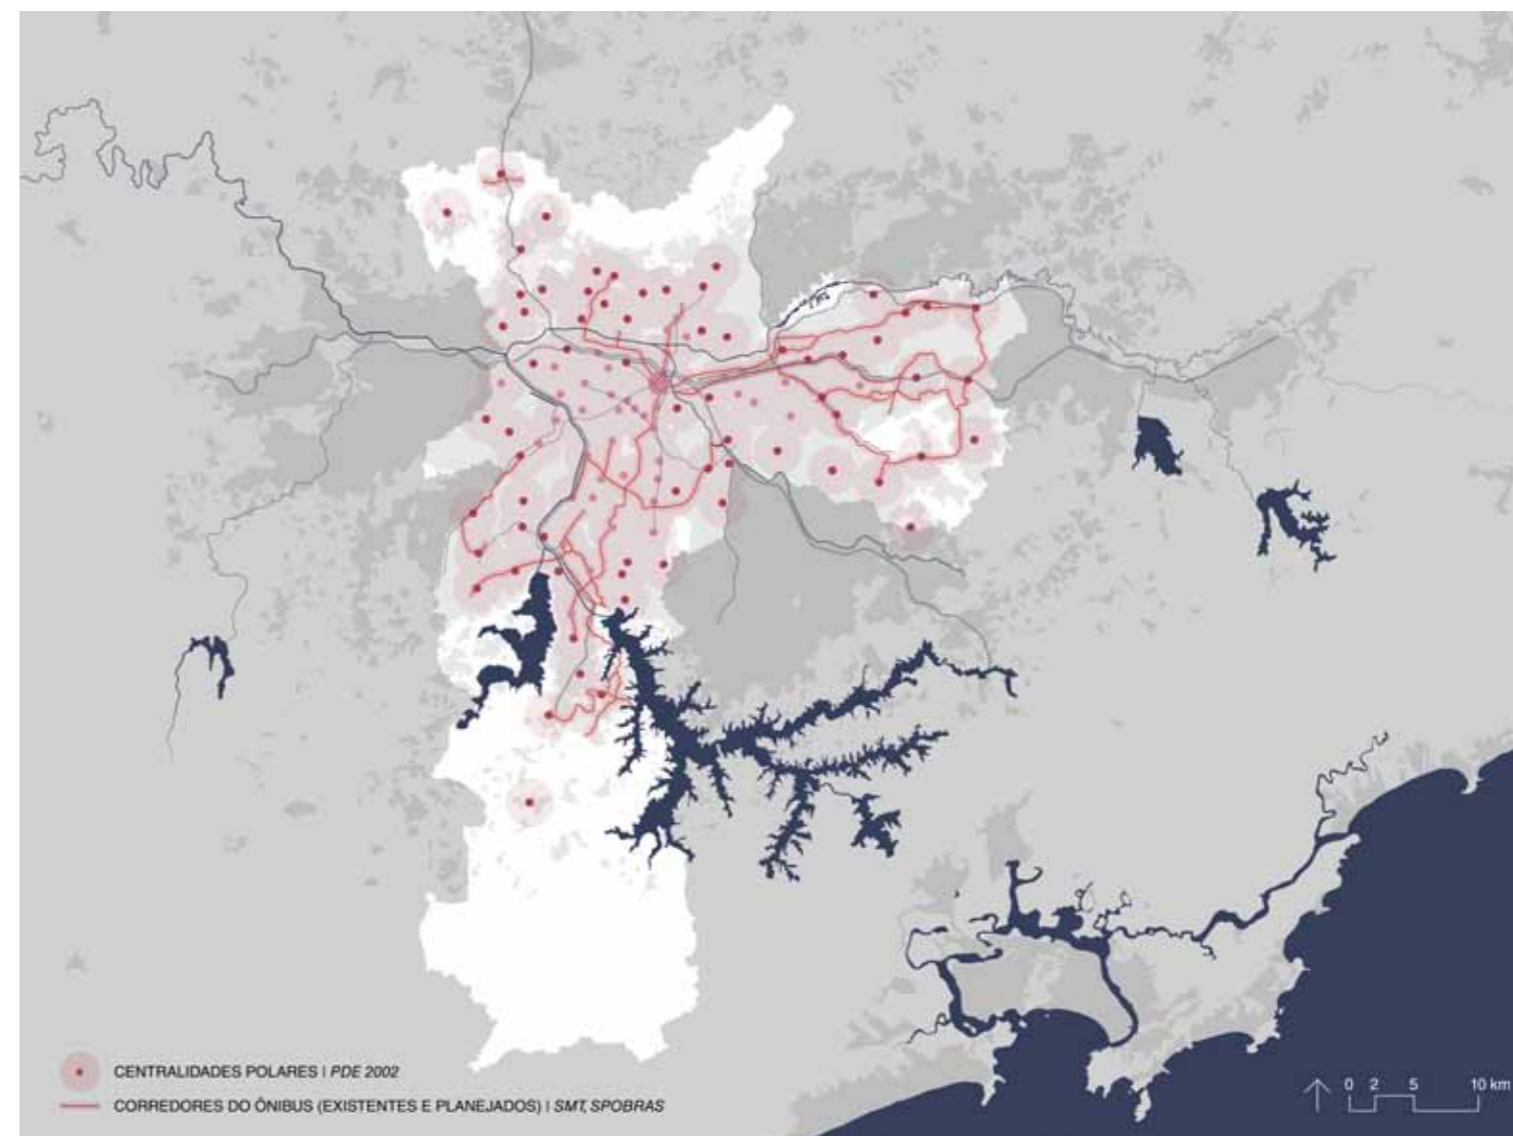 CENTRALIDADES POLARES | PDE 2002
CORREDORES DO ÔNIBUS (EXISTENTES E PLANEJADOS) | SMT, SPOBRAS
0 2 5 10 km